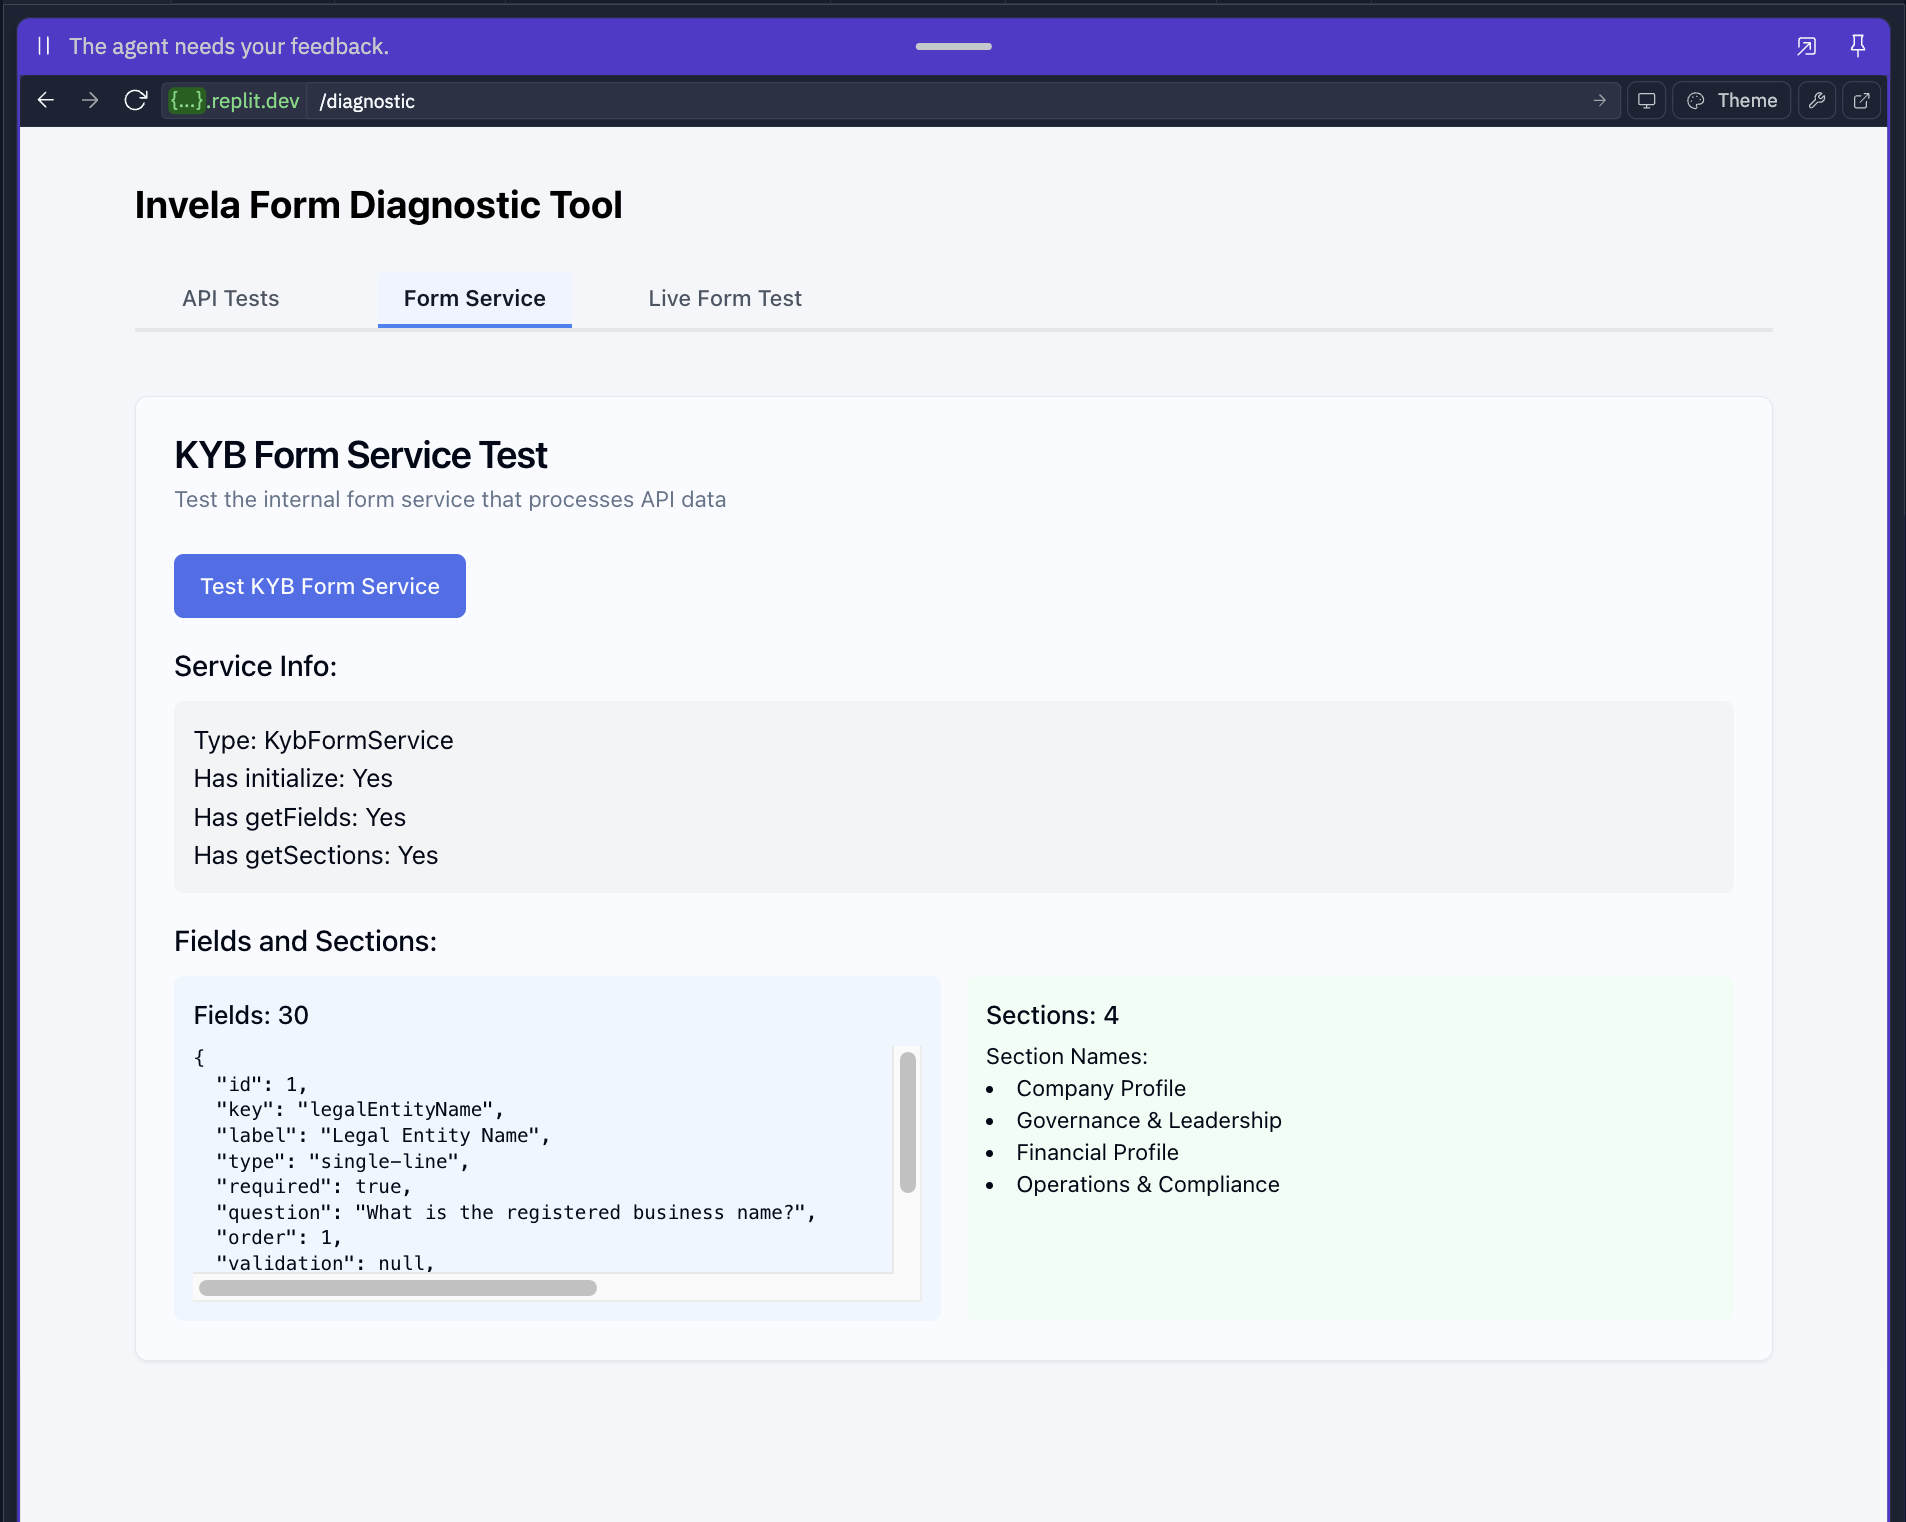 The agent needs your feedback.
{...}.replit.dev /diagnostic Theme
Invela Form Diagnostic Tool
API Tests Form Service Live Form Test
KYB Form Service Test
Test the internal form service that processes API data
Test KYB Form Service
Service Info:
Type: KybFormService
Has initialize: Yes
Has getFields: Yes
Has getSections: Yes
Fields and Sections:
Fields: 30
{
"id": 1,
"key": "legalEntityName",
"label": "Legal Entity Name",
"type": "single-line",
"required": true,
"question": "What is the registered business name?",
"order": 1,
"validation": null,
Sections: 4
Section Names:
• Company Profile
• Governance & Leadership
• Financial Profile
• Operations & Compliance